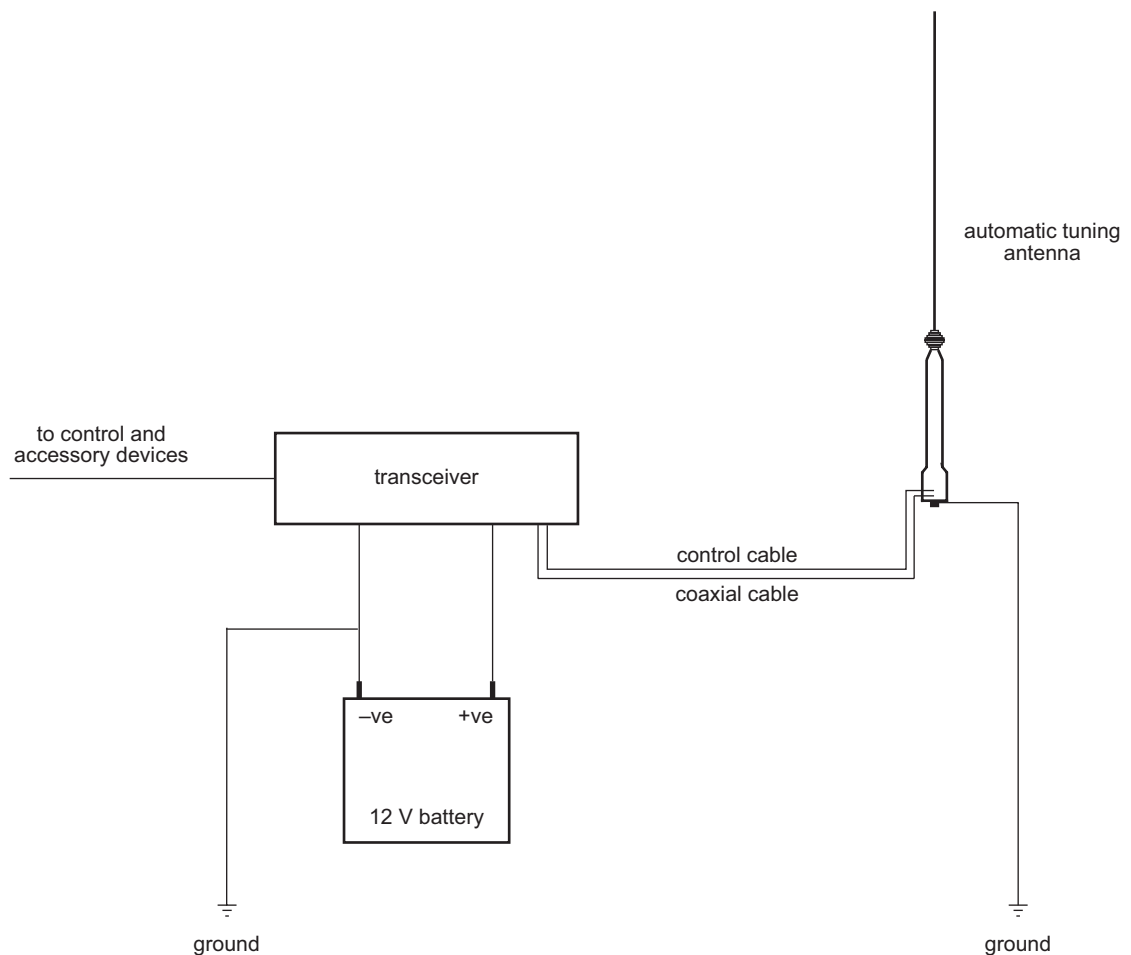 automatic tuning
antenna
to control and
accessory devices
transceiver
control cable
coaxial cable
–ve +ve
12 V battery
ground ground